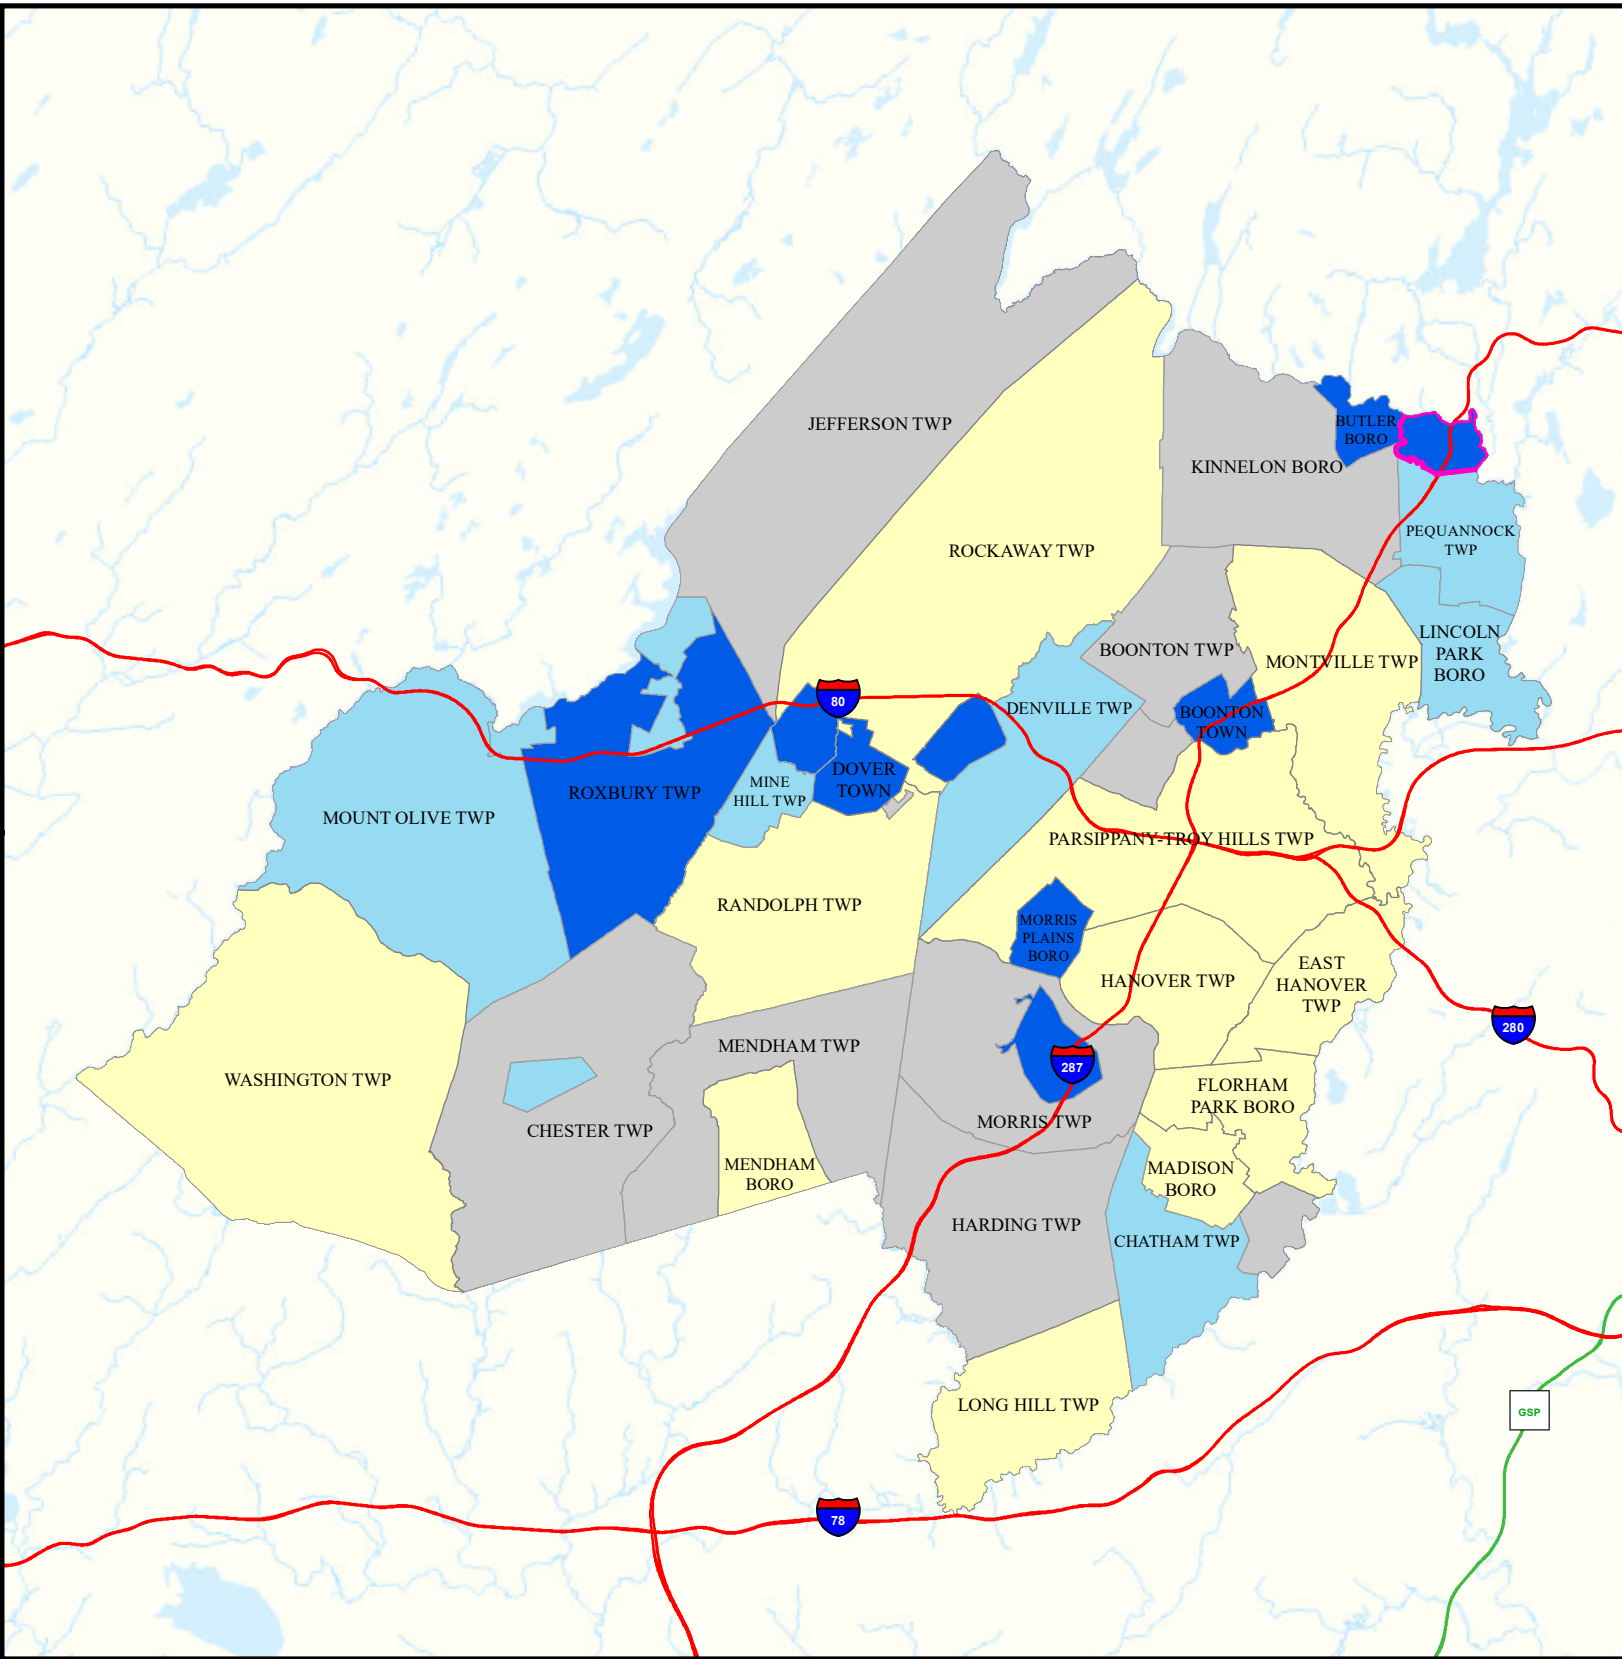 JEFFERSON TWP
BUTLER
BORO
KINNELON BORO
PEQUANNOCK
TWP
ROCKAWAY TWP
LINCOLN
PARK
BORO
BOONTON TWP
MONTVILLE TWP
80
DENVILLE TWP
BOONTON
TOWN
DOVER
TOWN
MINE
HILL TWP
ROXBURY TWP
MOUNT OLIVE TWP
PARSIPPANY-TROY HILLS TWP
RANDOLPH TWP
MORRIS
PLAINS
BORO
HANOVER TWP
EAST
HANOVER
TWP
280
MENDHAM TWP
287
WASHINGTON TWP
FLORHAM
PARK BORO
CHESTER TWP
MORRIS TWP
MENDHAM
BORO
MADISON
BORO
HARDING TWP
CHATHAM TWP
LONG HILL TWP
GSP
78